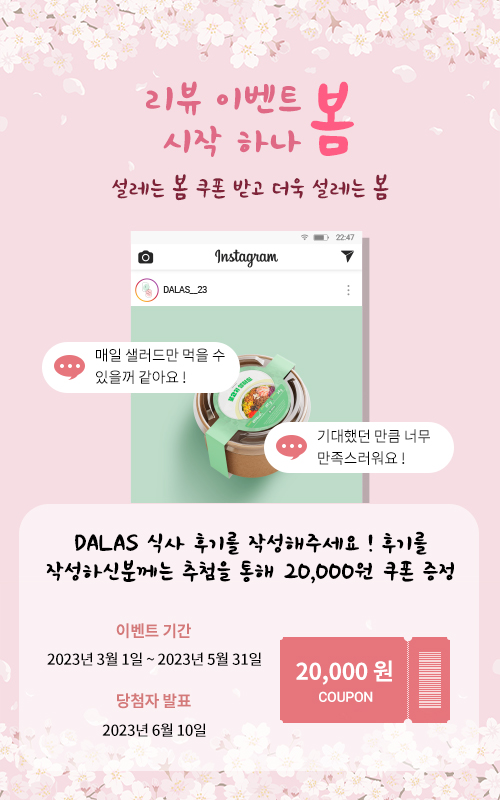 리뷰 이벤트 봄
시작 하나
설레는 봄 쿠폰 받고 더욱 설레는 봄
22:47
Instagram
DALAS_23
매일 샐러드만 먹을 수
있을꺼 같아요 !
기대했던 만큼 너무
만족스러워요 !
DALAS 식사 후기를 작성해주세요 ! 후기를
작성하신분께는 추첨을 통해 20,000원 쿠폰 증정
이벤트 기간
2023년 3월 1일 ~ 2023년 5월 31일
20,000 원
COUPON
당첨자 발표
2023년 6월 10일